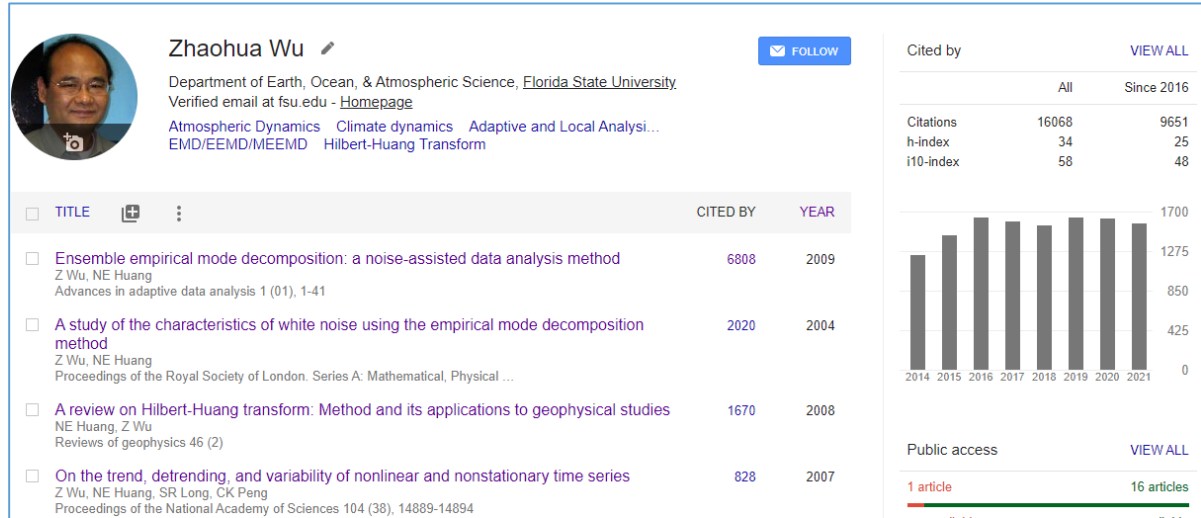 Zhaohua Wu
FOLLOW
Department of Earth, Ocean, & Atmospheric Science, Florida State University
Verified email at fsu.edu - Homepage
Atmospheric Dynamics Climate dynamics Adaptive and Local Analysi...
EMD/EEMD/MEEMD Hilbert-Huang Transform
TITLE CITED BY YEAR
Ensemble empirical mode decomposition: a noise-assisted data analysis method 6808 2009
Z Wu, NE Huang
Advances in adaptive data analysis 1 (01), 1-41
A study of the characteristics of white noise using the empirical mode decomposition 2020 2004
method
Z Wu, NE Huang
Proceedings of the Royal Society of London. Series A: Mathematical, Physical ...
A review on Hilbert-Huang transform: Method and its applications to geophysical studies 1670 2008
NE Huang, Z Wu
Reviews of geophysics 46 (2)
On the trend, detrending, and variability of nonlinear and nonstationary time series 828 2007
Z Wu, NE Huang, SR Long, CK Peng
Proceedings of the National Academy of Sciences 104 (38), 14889-14894
Cited by VIEW ALL
All Since 2016
Citations 16068 9651
h-index 34 25
i10-index 58 48
1700
1275
850
425
0
2014 2015 2016 2017 2018 2019 2020 2021
Public access VIEW ALL
1 article 16 articles